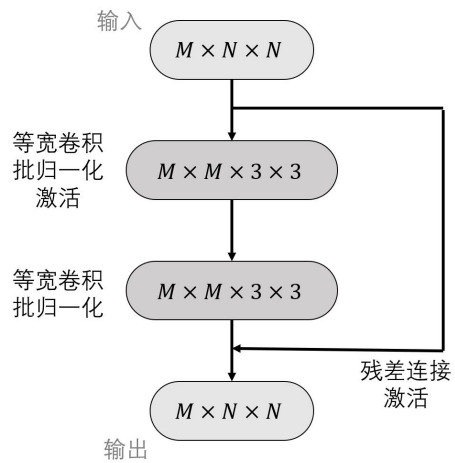 输入
M × N × N
等宽卷积
批归一化
激活
M × M × 3 × 3
等宽卷积
批归一化
M × M × 3 × 3
残差连接
激活
M × N × N
输出